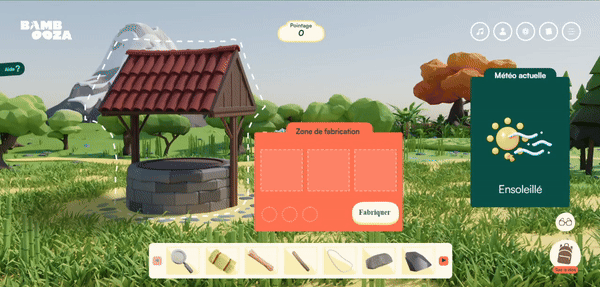 BAMB
OOZA
Pointage
0
Aide ?
Météo actuelle
Zone de fabrication
Ensoleillé
Fabriquer